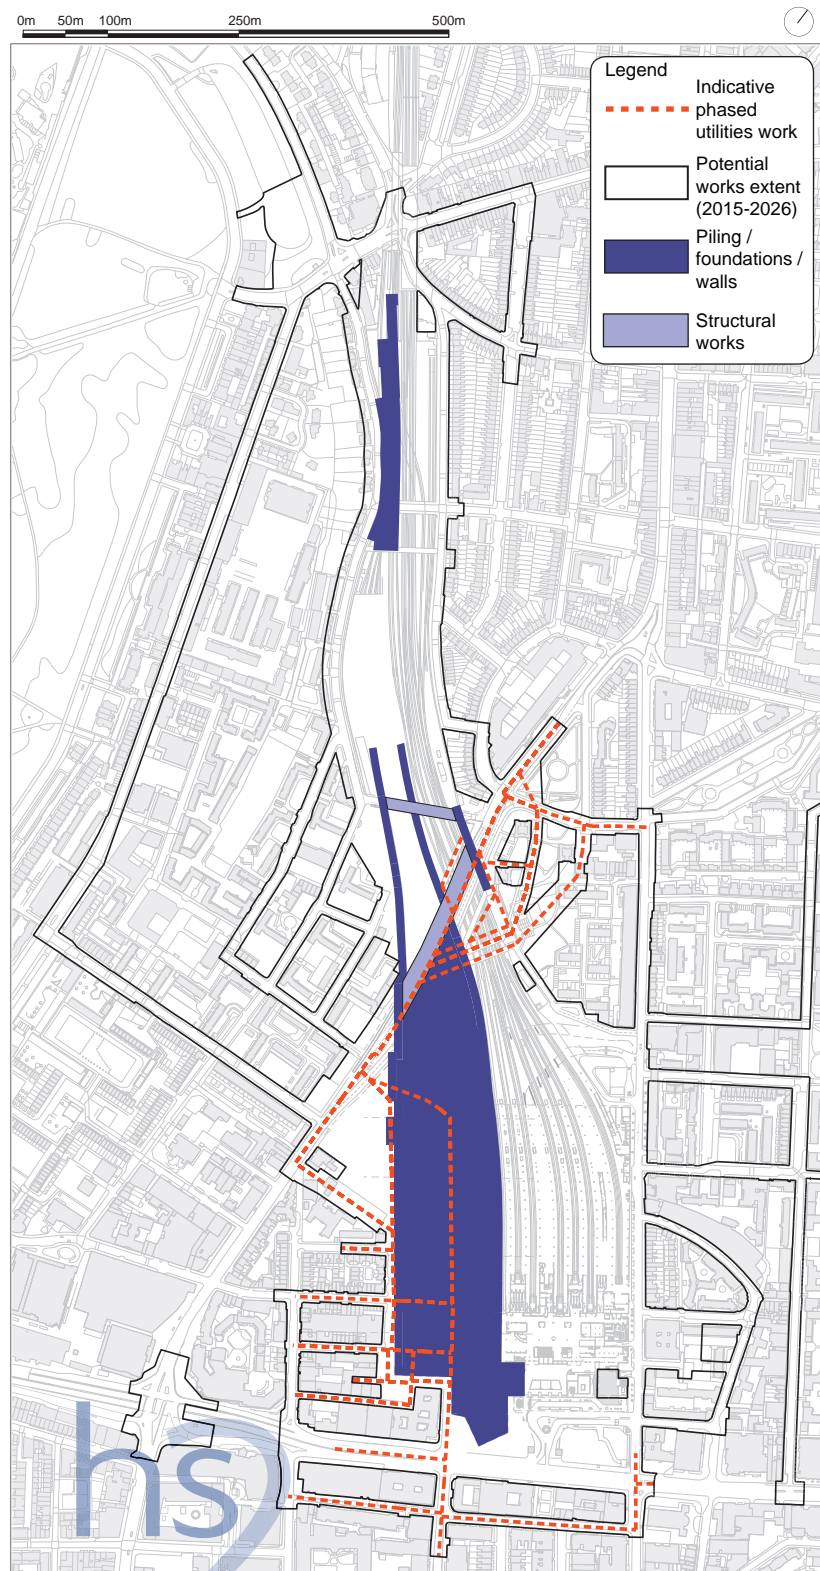 0m 50m 100m 250m 500m
Legend
Indicative
phased
utilities work
Potential
works extent
(2015-2026)
Piling /
foundations /
walls
Structural
works
hs2